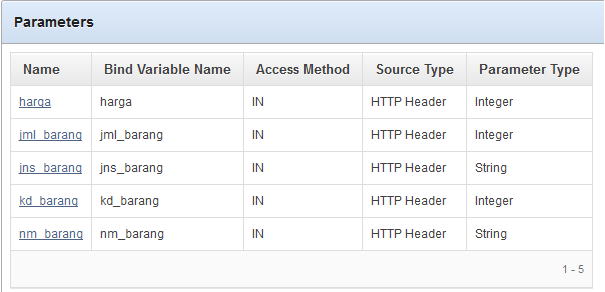 Parameters
Name Bind Variable Name Access Method Source Type Parameter Type
harga harga IN HTTP Header Integer
jml_barang jml_barang IN HTTP Header Integer
jns_barang jns_barang IN HTTP Header String
kd_barang kd_barang IN HTTP Header Integer
nm_barang nm_barang IN HTTP Header String
1 - 5